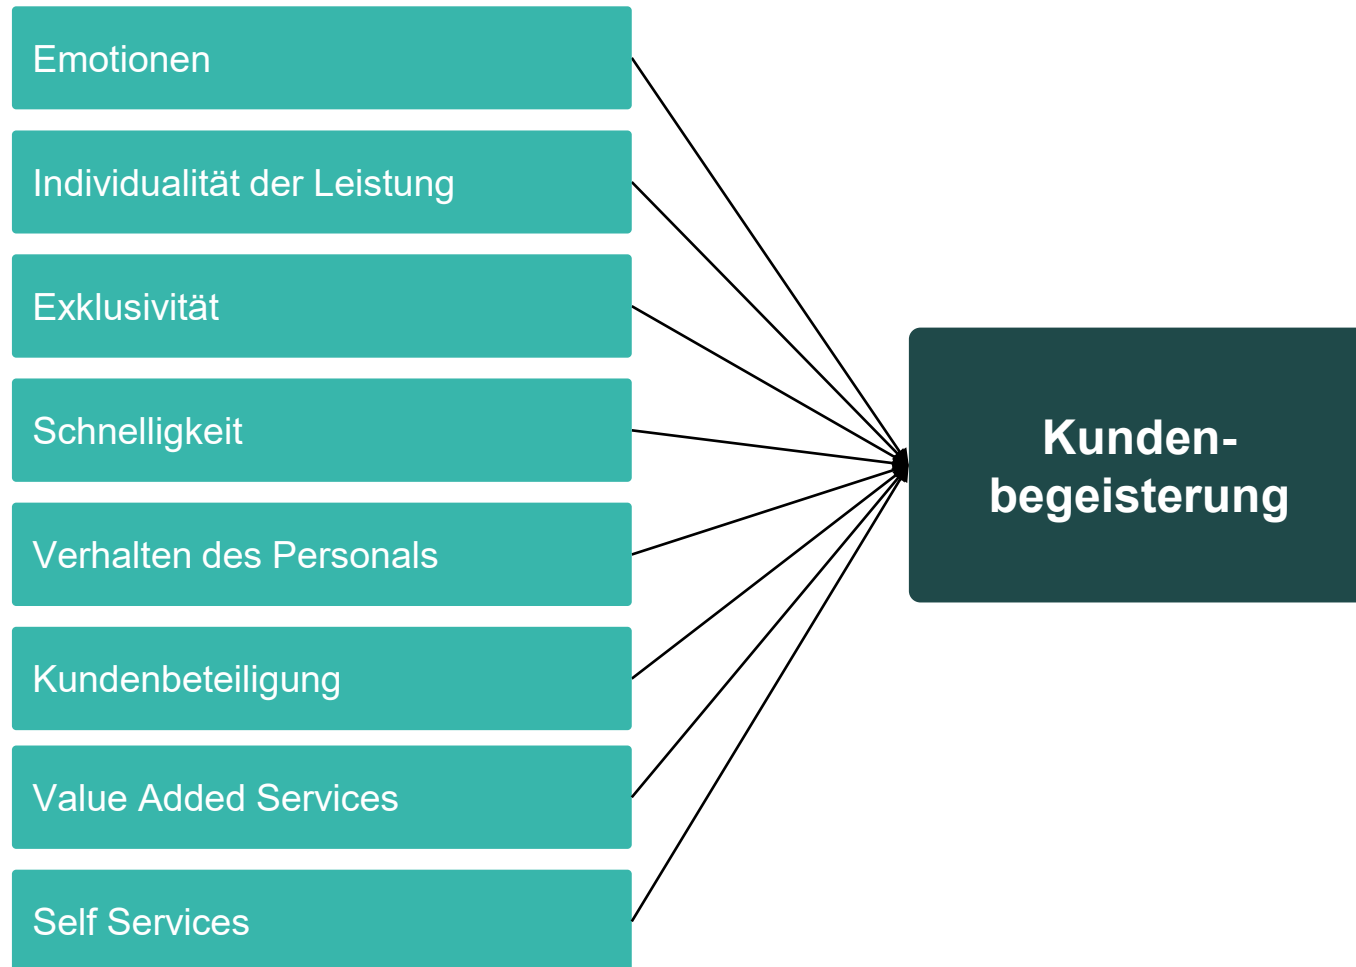 Emotionen
Individualität der Leistung
Exklusivität
Schnelligkeit
Verhalten des Personals
Kundenbeteiligung
Value Added Services
Self Services
Kunden-
begeisterung